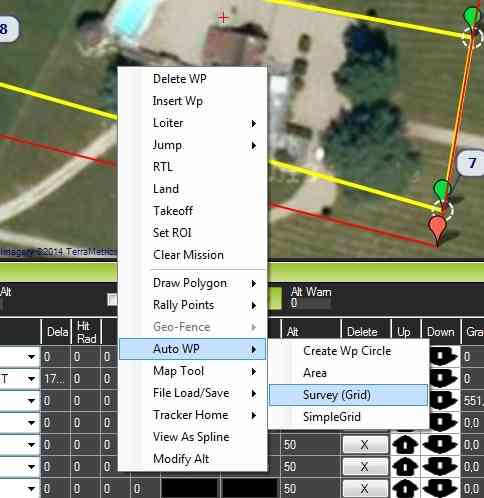 8
7
Delete WP
Insert Wp
Loiter
Jump
RTL
Land
Takeoff
Set ROI
Clear Mission
Draw Polygon
Rally Points
Geo-Fence
Auto WP
Map Tool
File Load/Save
Tracker Home
View As Spline
Modify Alt
Create Wp Circle
Area
Survey (Grid)
SimpleGrid
Imagery ©2014 TerraMetrics
Alt
Alt Warn
0
Dela Hit Rad Alt Delete Up Down Gra
0 0 0
T 17... 0 0
0 0 551,
0 0 0,0
0 0 50 X 0,0
0 0 50 X 0,0
0 0 0 0 50 X 0,0